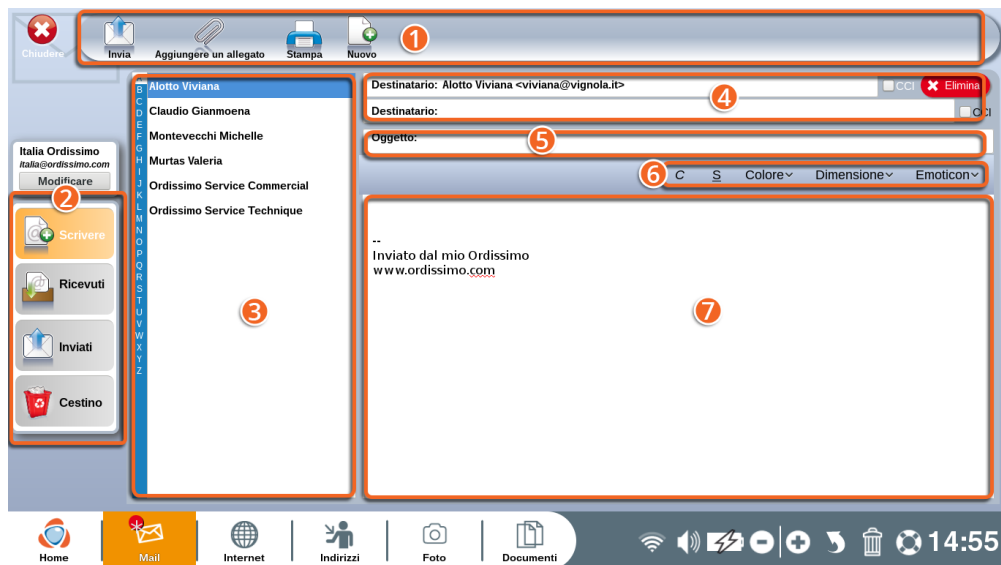 Chiudere
Invia
Aggiungere un allegato
Stampa
Nuovo
1
Italia Ordissimo
italia@ordissimo.com
Modificare
2
Scrivere
Ricevuti
Inviati
Cestino
A
B
C
D
E
F
G
H
I
J
K
L
M
N
O
P
Q
R
S
T
U
V
W
X
Y
Z
Alotto Viviana
Claudio Gianmoena
Montevecchi Michelle
Murtas Valeria
Ordissimo Service Commercial
Ordissimo Service Technique
3
Destinatario: Alotto Viviana <viviana@vignola.it>
CCI
Elimina
4
Destinatario:
CCI
Oggetto:
5
6
C S Colore Dimensione Emoticon
--
Inviato dal mio Ordissimo
www.ordissimo.com
7
Home
Mail
Internet
Indirizzi
Foto
Documenti
14:55